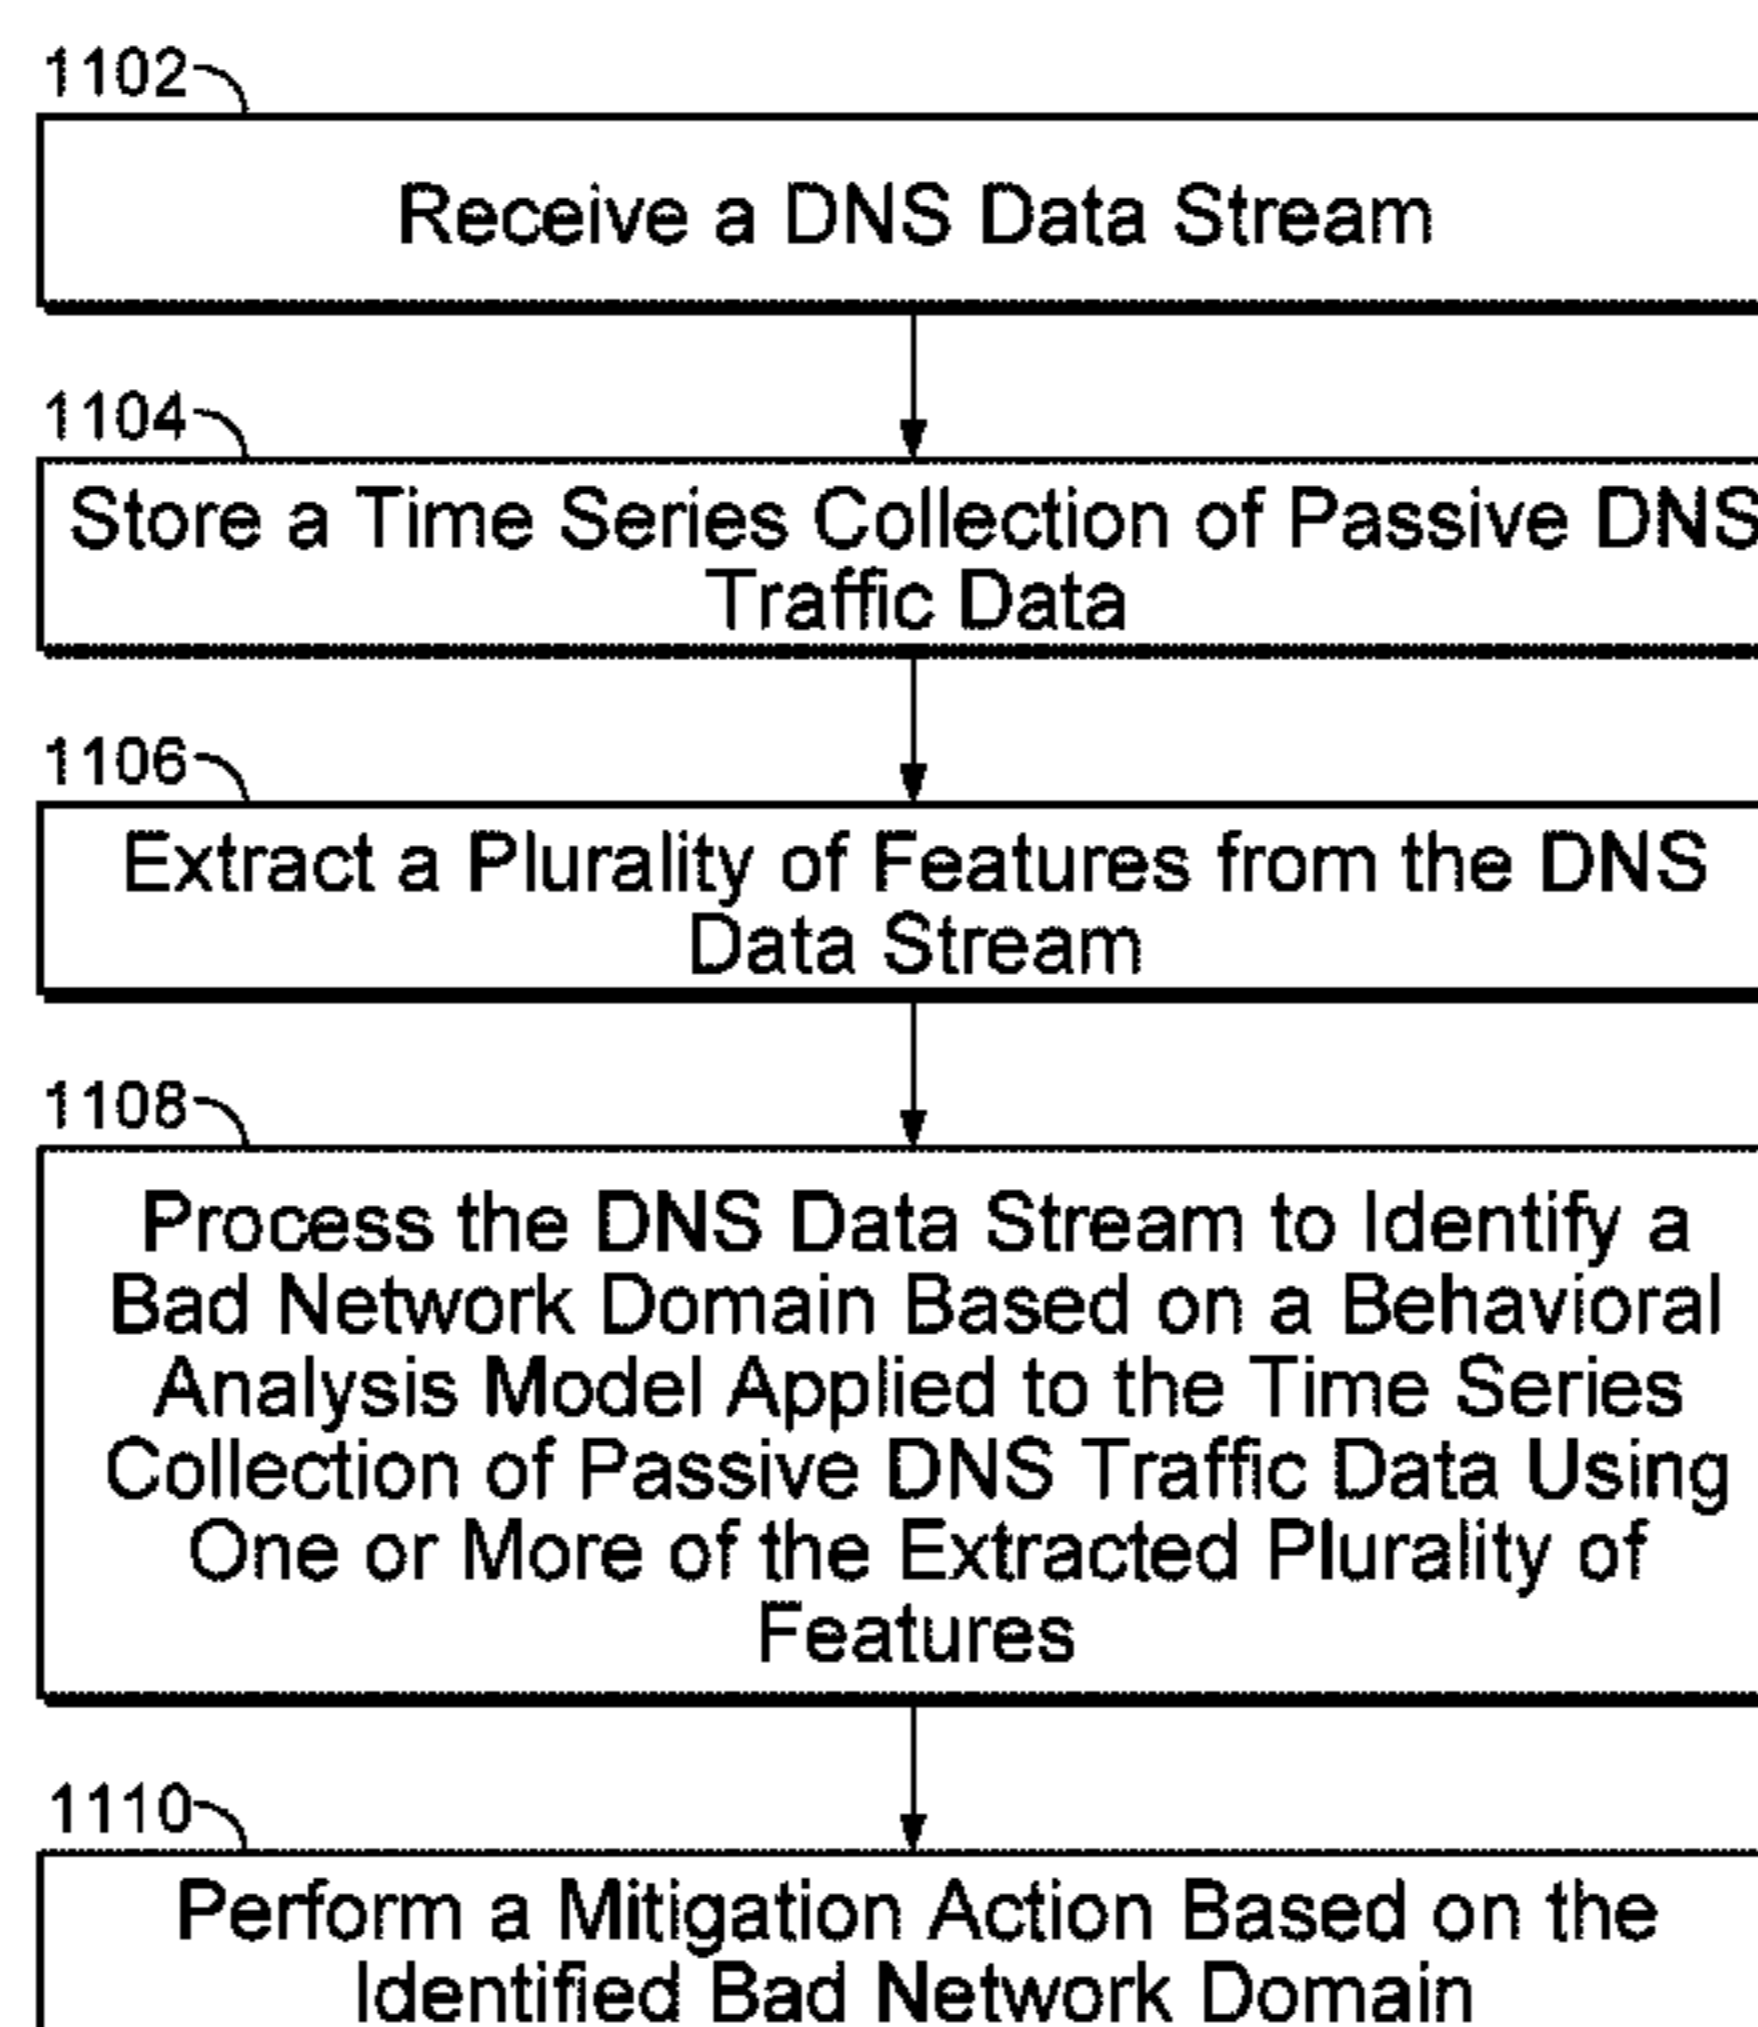 1102
Receive a DNS Data Stream
1104
Store a Time Series Collection of Passive DNS
Traffic Data
1106
Extract a Plurality of Features from the DNS
Data Stream
1108
Process the DNS Data Stream to Identify a
Bad Network Domain Based on a Behavioral
Analysis Model Applied to the Time Series
Collection of Passive DNS Traffic Data Using
One or More of the Extracted Plurality of
Features
1110
Perform a Mitigation Action Based on the
Identified Bad Network Domain